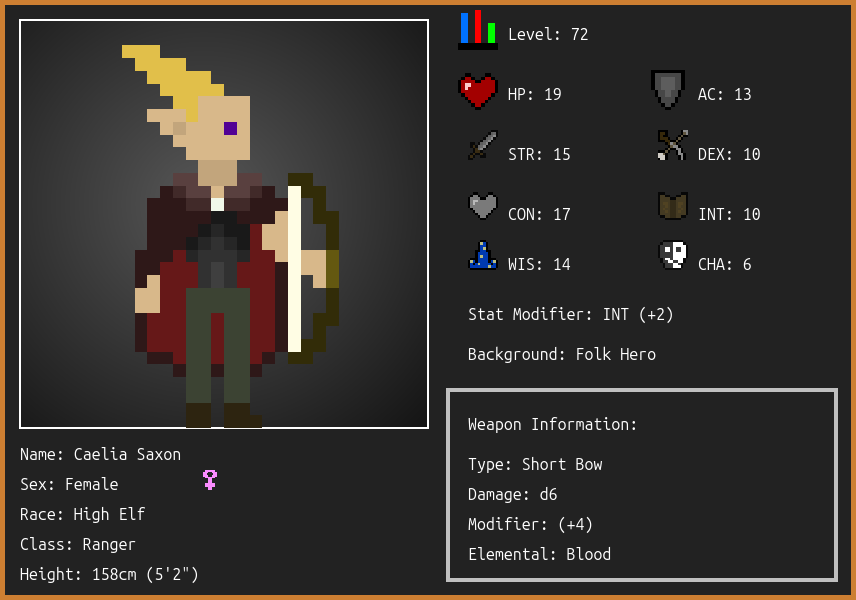 Level: 72
HP: 19
AC: 13
STR: 15
DEX: 10
CON: 17
INT: 10
WIS: 14
CHA: 6
Stat Modifier: INT (+2)
Background: Folk Hero
Weapon Information:
Type: Short Bow
Damage: d6
Modifier: (+4)
Elemental: Blood
Name: Caelia Saxon
Sex: Female
Race: High Elf
Class: Ranger
Height: 158cm (5'2")